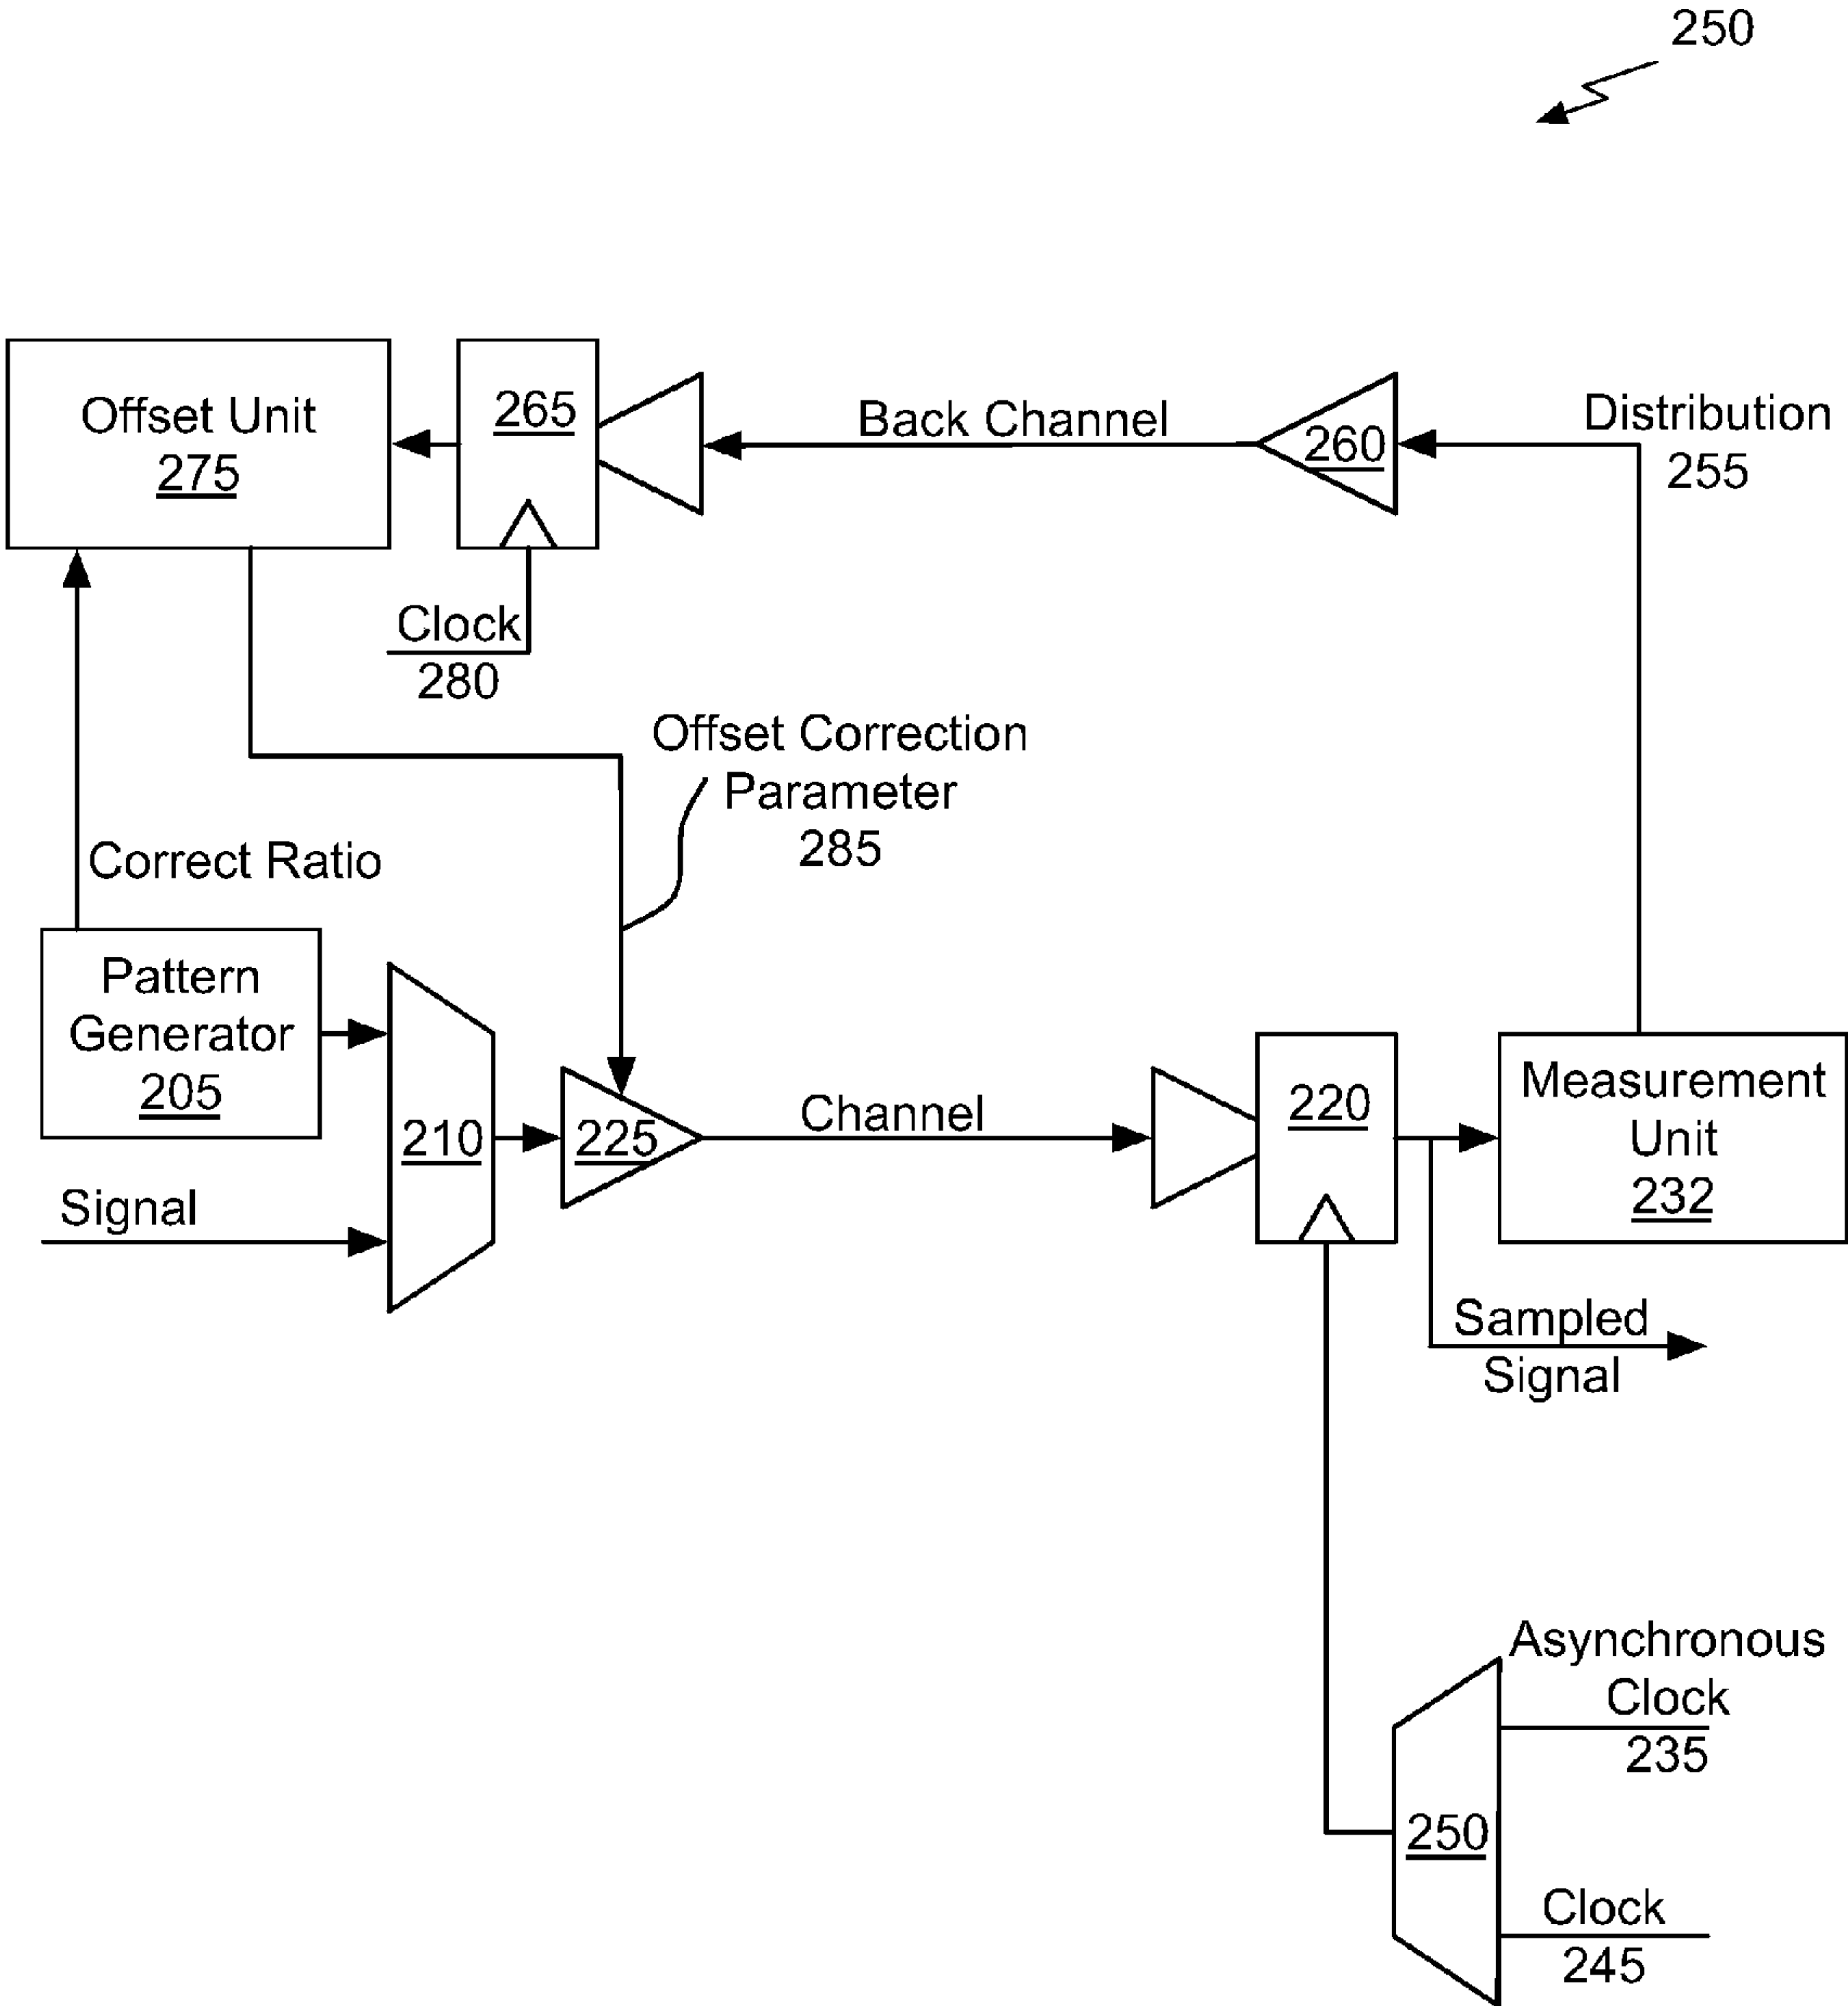 250
Offset Unit
275
265
Back Channel
260
Distribution
255
Clock
280
Offset Correction
Parameter
285
Correct Ratio
Pattern
Generator
205
210
225
Channel
220
Measurement
Unit
232
Signal
Sampled
Signal
Asynchronous
Clock
235
250
Clock
245